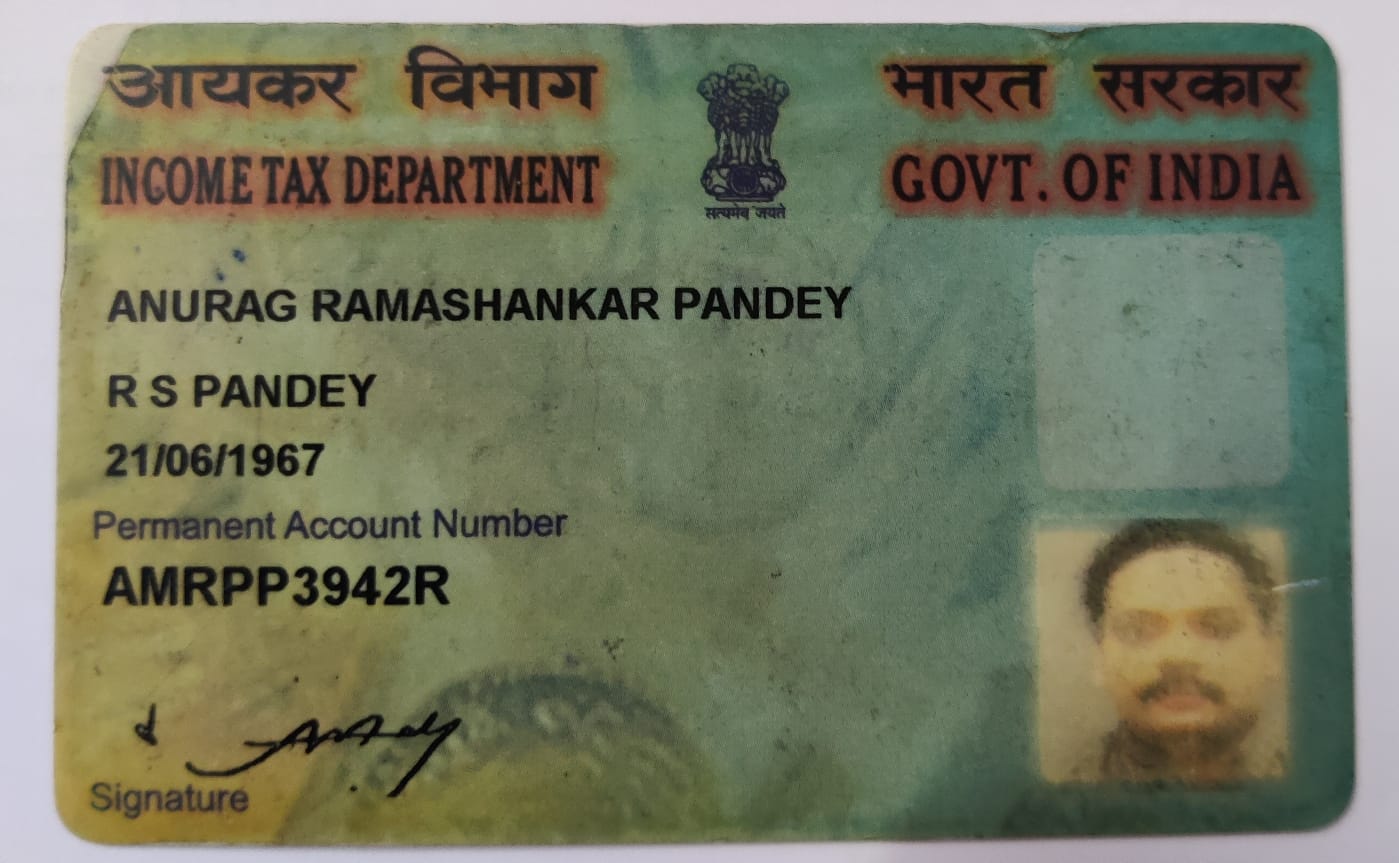 आयकर विभाग
INCOME TAX DEPARTMENT
सत्यमेव जयते
भारत सरकार
GOVT. OF INDIA
ANURAG RAMASHANKAR PANDEY
R S PANDEY
21/06/1967
Permanent Account Number
AMRPP3942R
Signature